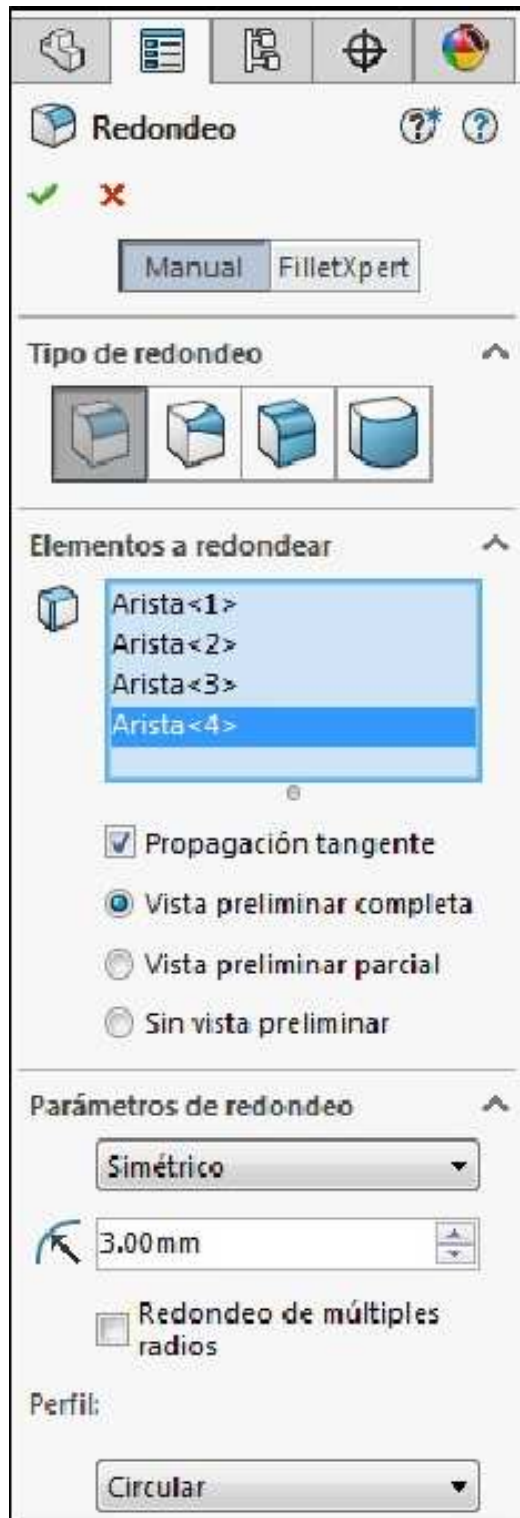 Redondeo
Manual FilletXpert
Tipo de redondeo
Elementos a redondear
Arista<1>
Arista<2>
Arista<3>
Arista<4>
Propagación tangente
Vista preliminar completa
Vista preliminar parcial
Sin vista preliminar
Parámetros de redondeo
Simétrico
3.00mm
Redondeo de múltiples
radios
Perfil:
Circular